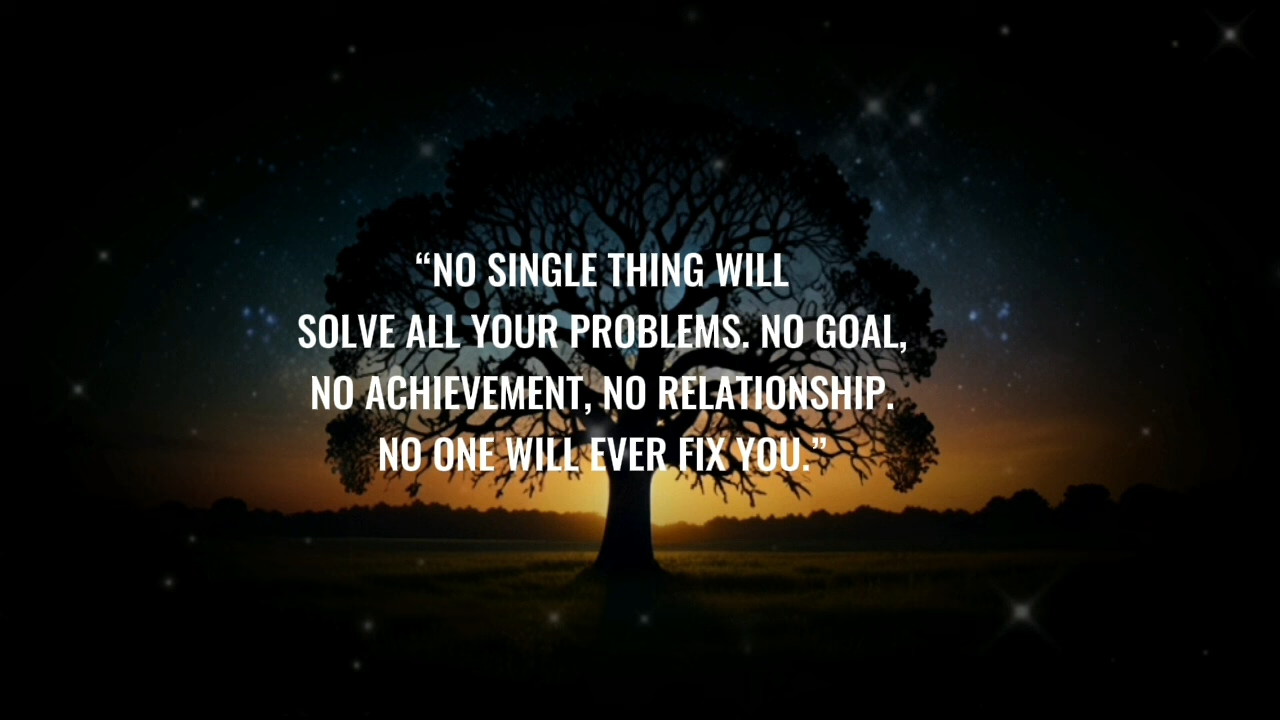 “NO SINGLE THING WILL
SOLVE ALL YOUR PROBLEMS. NO GOAL,
NO ACHIEVEMENT, NO RELATIONSHIP.
NO ONE WILL EVER FIX YOU.”